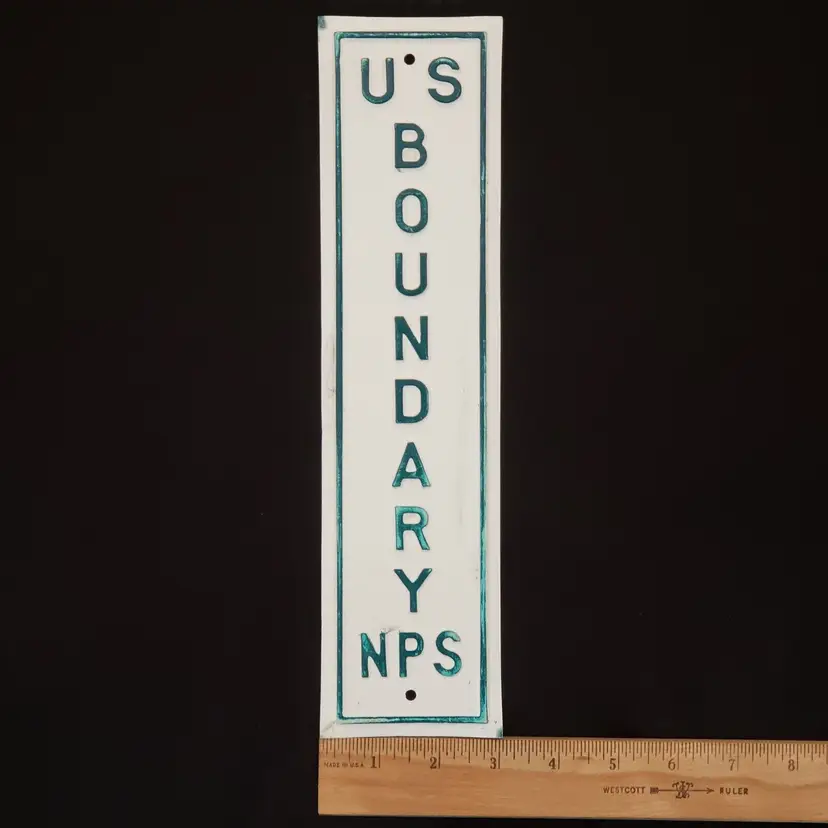 U S
B
O
U
N
D
A
R
Y
NPS
1 2 3 4 5 6 7 8
MADE IN U.S.A.
WESTCOTT RULER